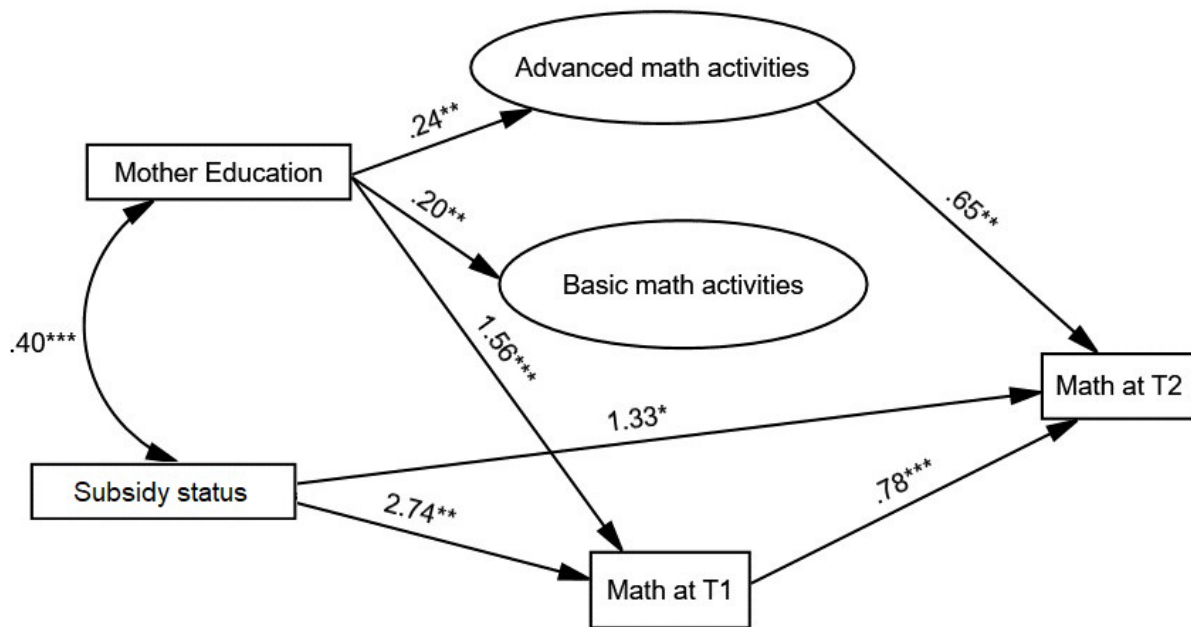 Advanced math activities
.24**
Mother Education
.20**
.65**
Basic math activities
.40***
1.56***
Math at T2
1.33*
Subsidy status
2.74**
.78***
Math at T1